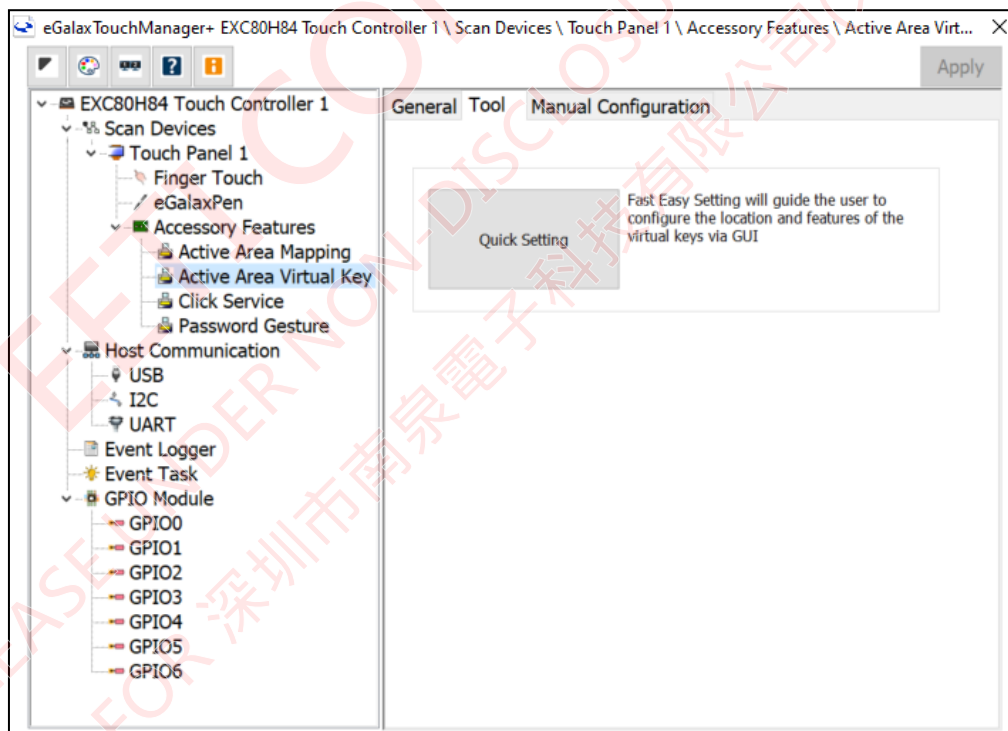 eGalaxTouchManager+ EXC80H84 Touch Controller 1 \ Scan Devices \ Touch Panel 1 \ Accessory Features \ Active Area Virt...
Apply
EXC80H84 Touch Controller 1
Scan Devices
Touch Panel 1
Finger Touch
eGalaxPen
Accessory Features
Active Area Mapping
Active Area Virtual Key
Click Service
Password Gesture
Host Communication
USB
I2C
UART
Event Logger
Event Task
GPIO Module
GPIO0
GPIO1
GPIO2
GPIO3
GPIO4
GPIO5
GPIO6
General Tool Manual Configuration
Quick Setting
Fast Easy Setting will guide the user to
configure the location and features of the
virtual keys via GUI
EETI CO
EASE UNDER NON-DISCLOSU
FOR 深圳市南泉電子科技有限公司